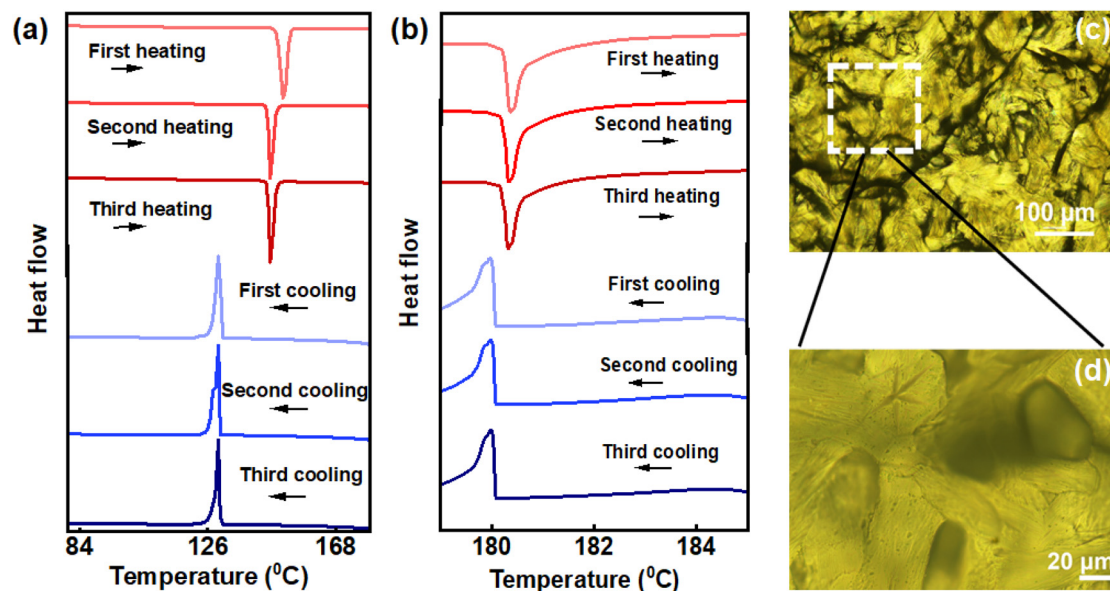 (a)
First heating
Second heating
Third heating
First cooling
Second cooling
Third cooling
Heat flow
84 126 168
Temperature (⁰C)
(b)
First heating
Second heating
Third heating
First cooling
Second cooling
Third cooling
Heat flow
180 182 184
Temperature (⁰C)
(c)
100 µm
(d)
20 µm